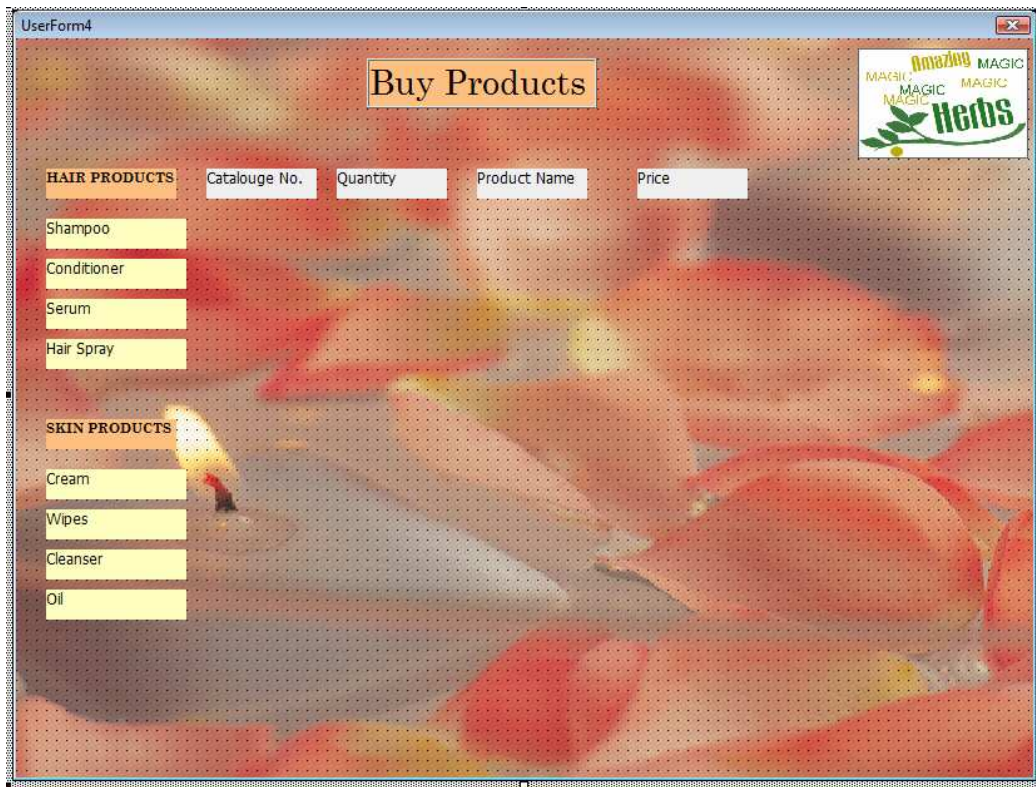 UserForm4
Buy Products
Amazing MAGIC
MAGIC MAGIC
MAGIC
MAGIC
Herbs
HAIR PRODUCTS Catalouge No. Quantity Product Name Price
Shampoo
Conditioner
Serum
Hair Spray
SKIN PRODUCTS
Cream
Wipes
Cleanser
Oil